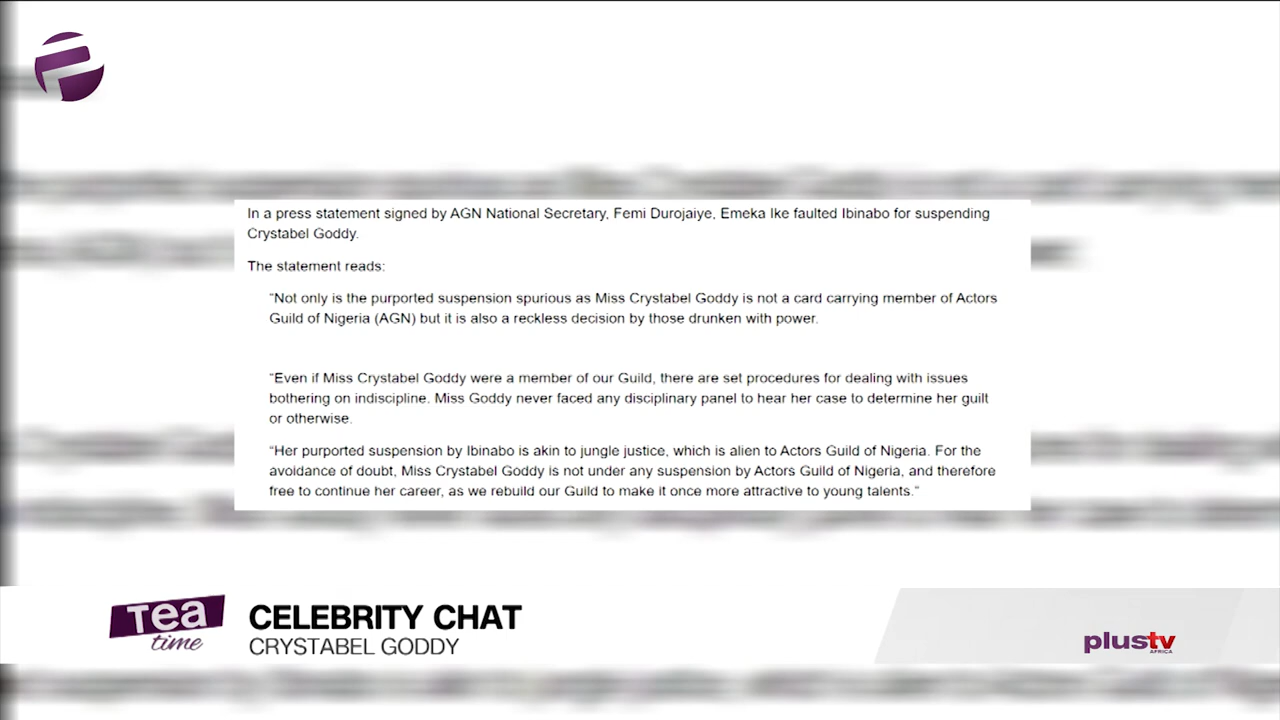 In a press statement signed by AGN National Secretary, Femi Durojaiye, Emeka Ike faulted Ibinabo for suspending
Crystabel Goddy.
The statement reads:
“Not only is the purported suspension spurious as Miss Crystabel Goddy is not a card carrying member of Actors
Guild of Nigeria (AGN) but it is also a reckless decision by those drunken with power.
“Even if Miss Crystabel Goddy were a member of our Guild, there are set procedures for dealing with issues
bothering on indiscipline. Miss Goddy never faced any disciplinary panel to hear her case to determine her guilt
or otherwise.
“Her purported suspension by Ibinabo is akin to jungle justice, which is alien to Actors Guild of Nigeria. For the
avoidance of doubt, Miss Crystabel Goddy is not under any suspension by Actors Guild of Nigeria, and therefore
free to continue her career, as we rebuild our Guild to make it once more attractive to young talents.”
Tea
time
CELEBRITY CHAT
CRYSTABEL GODDY
plustv
AFRICA